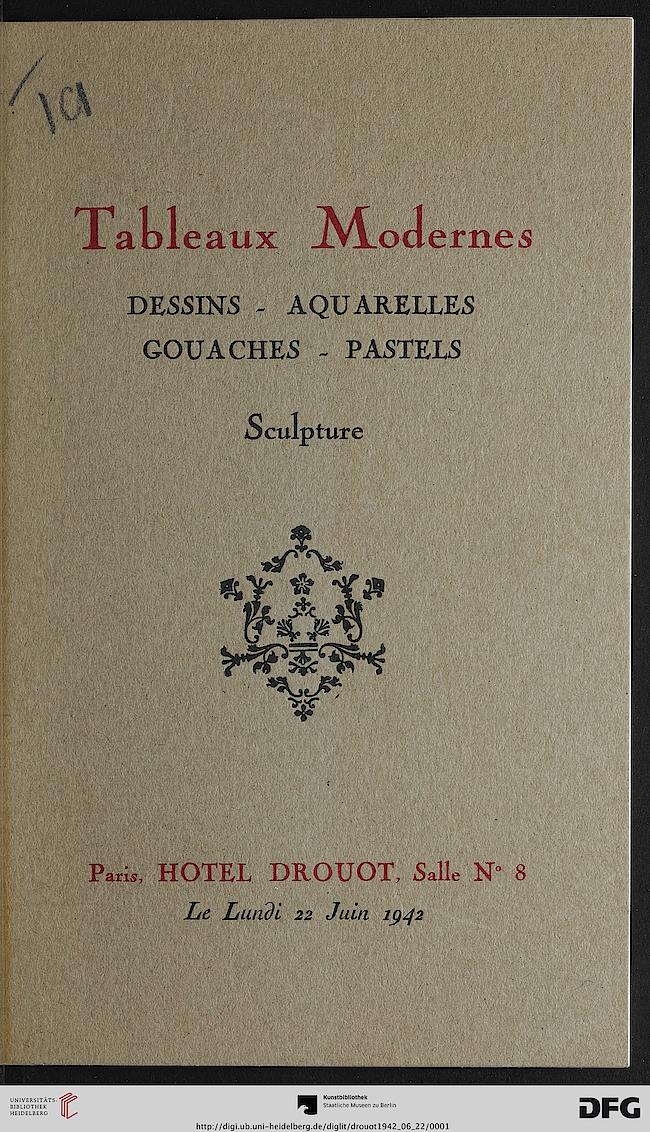 Tableaux Modernes
DESSINS - AQUARELLES
GOUACHES - PASTELS
Sculpture
Paris, HOTEL DROUOT, Salle N° 8
Le Lundi 22 Juin 1942
UNIVERSITÄTS-
BIBLIOTHEK
HEIDELBERG
Kunstbibliothek
Staatliche Museen zu Berlin
DFG
http://digi.ub.uni-heidelberg.de/diglit/drouot1942_06_22/0001